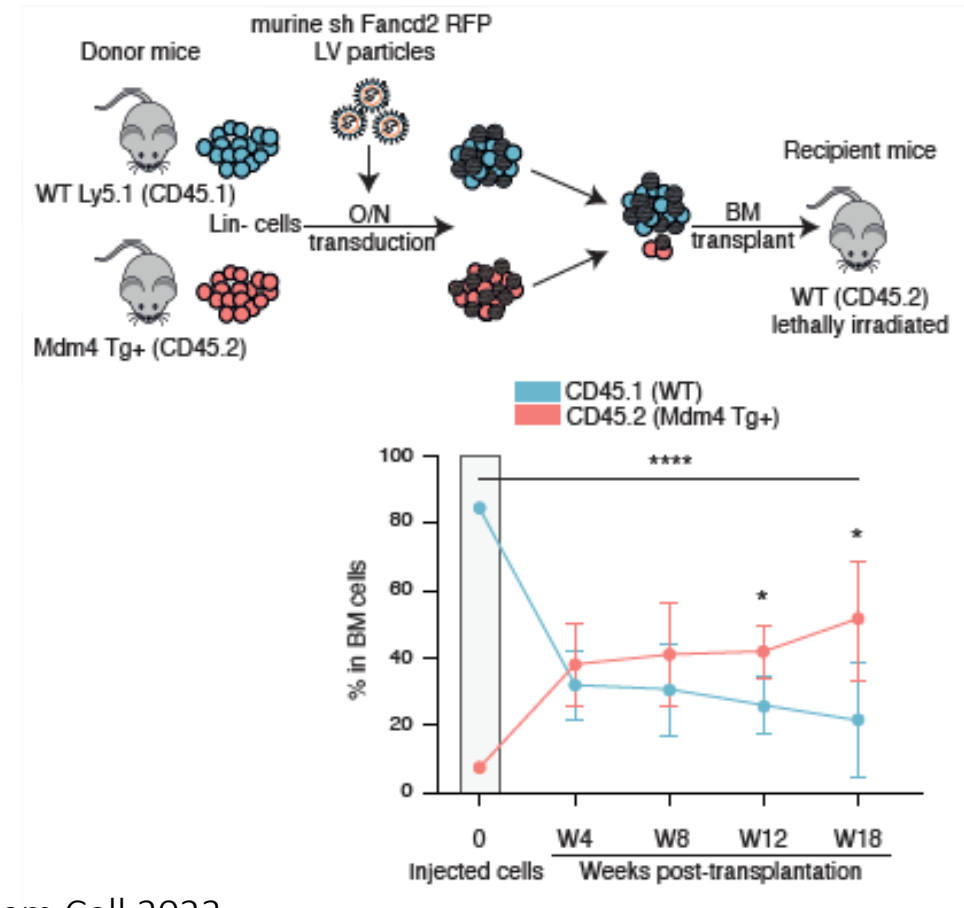 murine sh Fancd2 RFP
LV particles
Donor mice
WT Ly5.1 (CD45.1)
Lin- cells
O/N
transduction
Mdm4 Tg+ (CD45.2)
BM
transplant
Recipient mice
WT (CD45.2)
lethally irradiated
CD45.1 (WT)
CD45.2 (Mdm4 Tg+)
****
*
*
% in BM cells
100
80
60
40
20
0
0 W4 W8 W12 W18
Injected cells Weeks post-transplantation
Cell